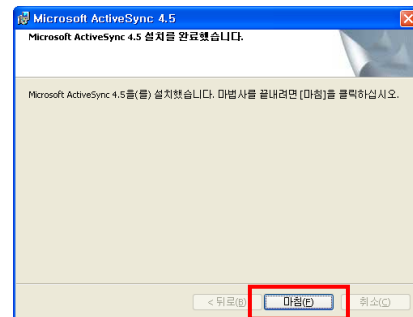 Microsoft ActiveSync 4.5
Microsoft ActiveSync 4.5 설치를 완료했습니다.
Microsoft ActiveSync 4.5을(를) 설치했습니다. 마법사를 끝내려면 [마침]을 클릭하십시오.
< 뒤로(B) 마침(F) 취소(C)